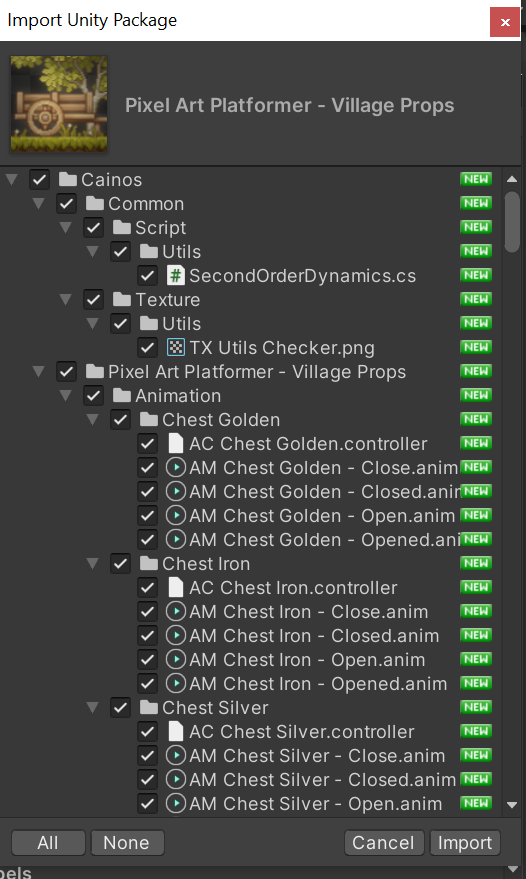 Import Unity Package
x
Pixel Art Platformer - Village Props
Cainos NEW
Common NEW
Script NEW
Utils NEW
# SecondOrderDynamics.cs NEW
Texture NEW
Utils NEW
TX Utils Checker.png NEW
Pixel Art Platformer - Village Props NEW
Animation NEW
Chest Golden NEW
AC Chest Golden.controller NEW
AM Chest Golden - Close.anim NEW
AM Chest Golden - Closed.anim NEW
AM Chest Golden - Open.anim NEW
AM Chest Golden - Opened.ani NEW
Chest Iron NEW
AC Chest Iron.controller NEW
AM Chest Iron - Close.anim NEW
AM Chest Iron - Closed.anim NEW
AM Chest Iron - Open.anim NEW
AM Chest Iron - Opened.anim NEW
Chest Silver NEW
AC Chest Silver.controller NEW
AM Chest Silver - Close.anim NEW
AM Chest Silver - Closed.anim NEW
AM Chest Silver - Open.anim NEW
All None Cancel Import
pels